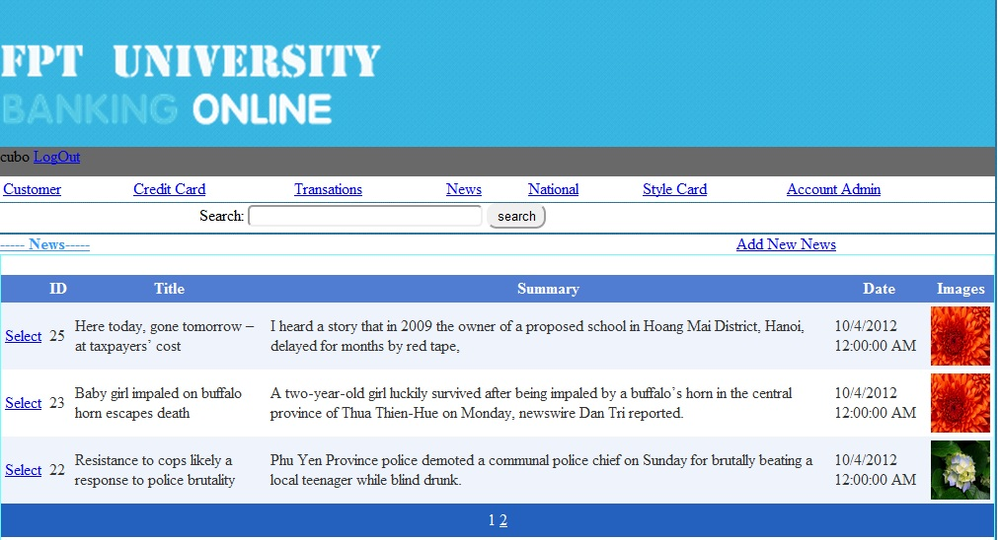 FPT UNIVERSITY
BANKING ONLINE
cubo LogOut
Customer Credit Card Transations News National Style Card Account Admin
Search: search
----- News----- Add New News
ID Title Summary Date Images
Select 25 Here today, gone tomorrow – at taxpayers’ cost I heard a story that in 2009 the owner of a proposed school in Hoang Mai District, Hanoi, delayed for months by red tape, 10/4/2012 12:00:00 AM
Select 23 Baby girl impaled on buffalo horn escapes death A two-year-old girl luckily survived after being impaled by a buffalo’s horn in the central province of Thua Thien-Hue on Monday, newswire Dan Tri reported. 10/4/2012 12:00:00 AM
Select 22 Resistance to cops likely a response to police brutality Phu Yen Province police demoted a communal police chief on Sunday for brutally beating a local teenager while blind drunk. 10/4/2012 12:00:00 AM
1 2